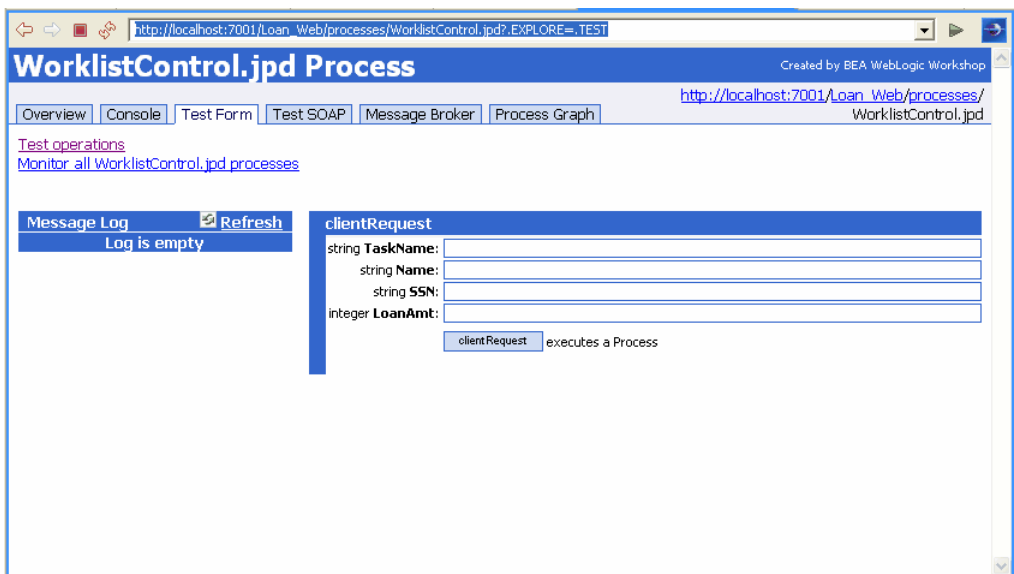 http://localhost:7001/Loan_Web/processes/WorklistControl.jpd?.EXPLORE=.TEST
WorklistControl.jpd Process
Created by BEA WebLogic Workshop
http://localhost:7001/Loan_Web/processes/
WorklistControl.jpd
Overview Console Test Form Test SOAP Message Broker Process Graph
Test operations
Monitor all WorklistControl.jpd processes
Message Log Refresh
Log is empty
clientRequest
string TaskName:
string Name:
string SSN:
integer LoanAmt:
clientRequest executes a Process